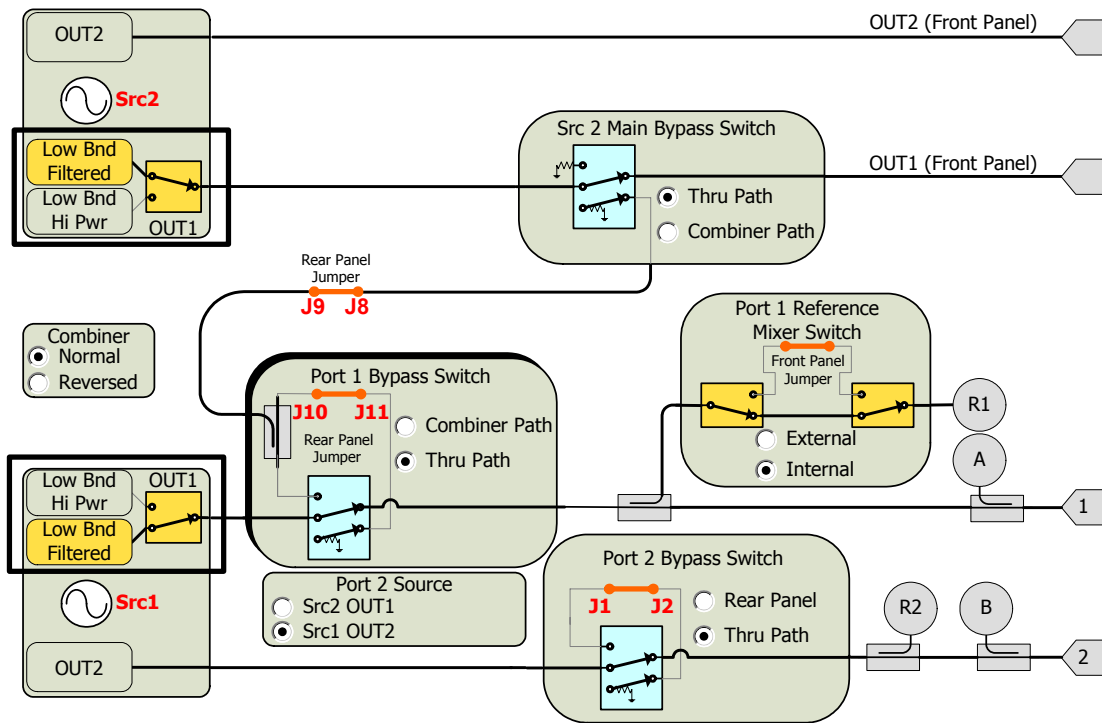 OUT2
OUT2 (Front Panel)
Src2
Low Bnd
Filtered
Low Bnd
Hi Pwr
OUT1
Src 2 Main Bypass Switch
Thru Path
Combiner Path
OUT1 (Front Panel)
Rear Panel
Jumper
J9 J8
Combiner
Normal
Reversed
Port 1 Bypass Switch
J10 J11
Rear Panel
Jumper
Combiner Path
Thru Path
Port 1 Reference
Mixer Switch
Front Panel
Jumper
External
Internal
R1
A
1
Low Bnd
Hi Pwr
OUT1
Low Bnd
Filtered
Src1
OUT2
Port 2 Source
Src2 OUT1
Src1 OUT2
Port 2 Bypass Switch
J1 J2
Rear Panel
Thru Path
R2
B
2